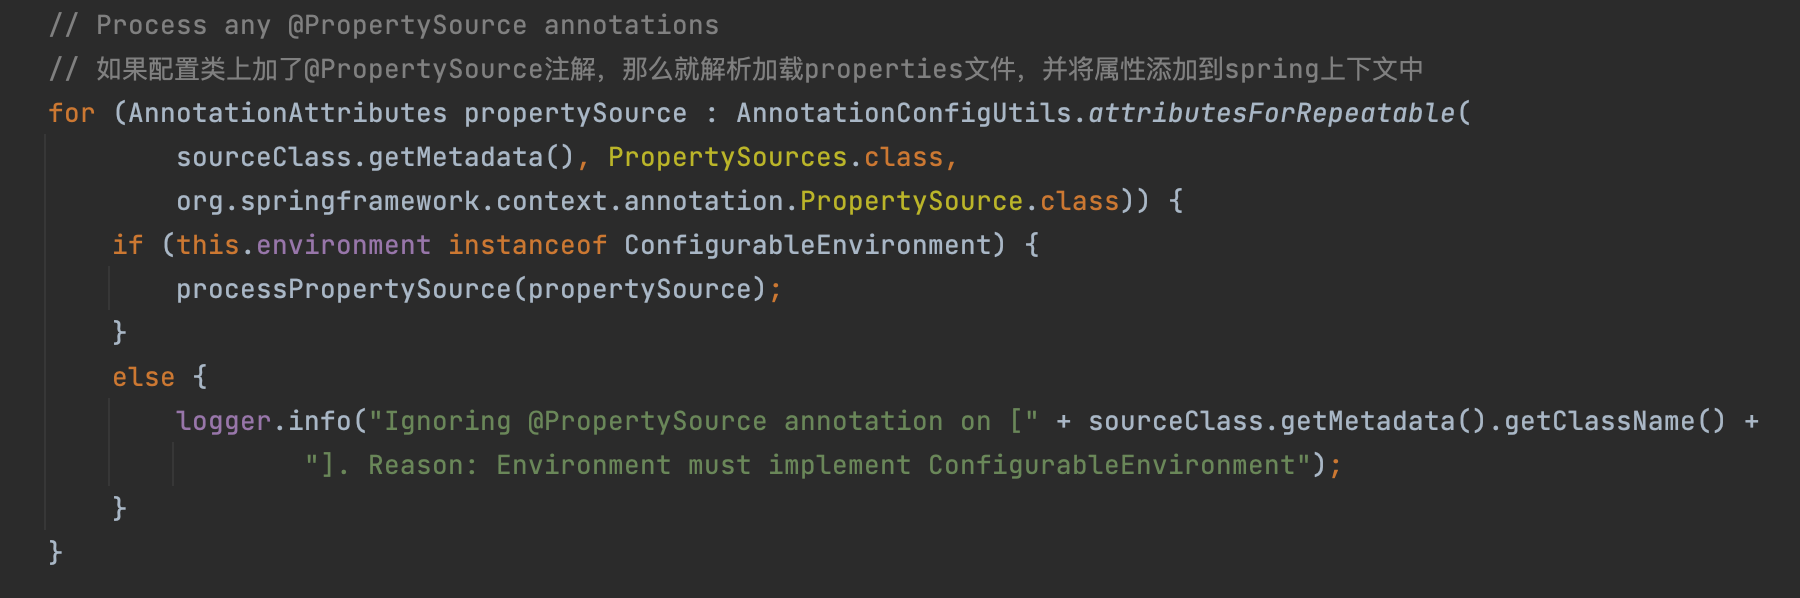 // Process any @PropertySource annotations
// 如果配置类上加了@PropertySource注解，那么就解析加载properties文件，并将属性添加到spring上下文中
for (AnnotationAttributes propertySource : AnnotationConfigUtils.attributesForRepeatable(
sourceClass.getMetadata(), PropertySources.class,
org.springframework.context.annotation.PropertySource.class)) {
if (this.environment instanceof ConfigurableEnvironment) {
processPropertySource(propertySource);
}
else {
logger.info("Ignoring @PropertySource annotation on [" + sourceClass.getMetadata().getClassName() +
"]. Reason: Environment must implement ConfigurableEnvironment");
}
}